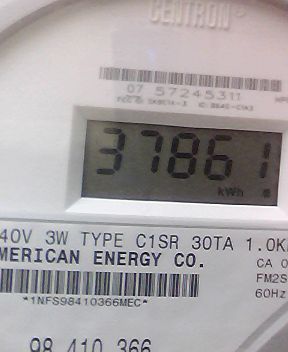 CENTRON®
07 57245311
37861
kWh
40V 3W TYPE C1SR 30TA 1.0K
MERICAN ENERGY CO.
CA 0
FM2S
*1NFS98410366MEC*
60Hz
98 410 366